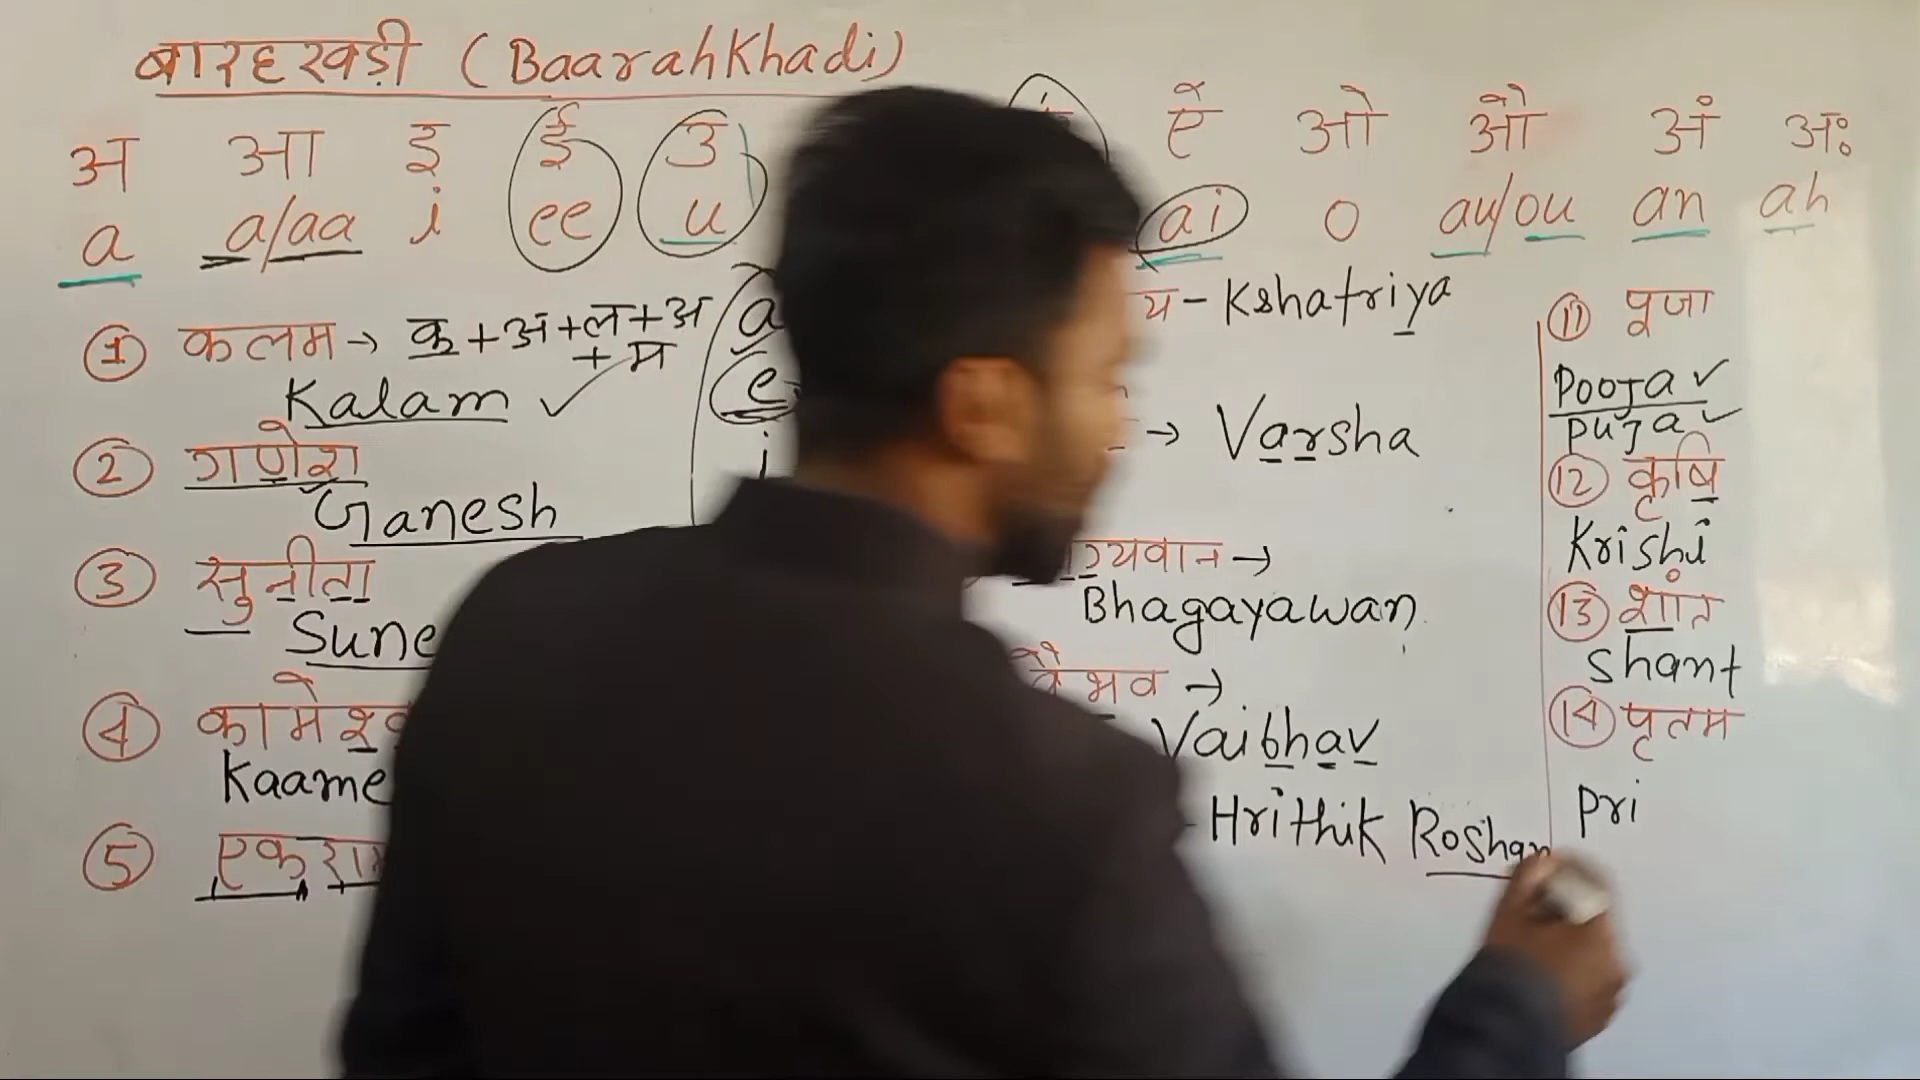 बारहखड़ी (Baarahkhadi)
अ आ इ ई उ ऐ ओ औ अं अः
a a/aa i ee u ai o au/ou an ah
① कलम → क + अ + ल + अ
+ म
Kalam ✓
② गणेश
Ganesh
③ सुनीता
Sune
④ कामेश्व
Kaame
⑤ एकराम
a
e
i
य - Kshatriya
→ Varsha
ग्यवान →
Bhagayawan
वैभव →
Vaibhav
Hrithik Roshan
⑪ पूजा
Pooja ✓
Puja ✓
⑫ कृषि
Krishi
⑬ शांत
Shant
⑭ पृतम
Pri